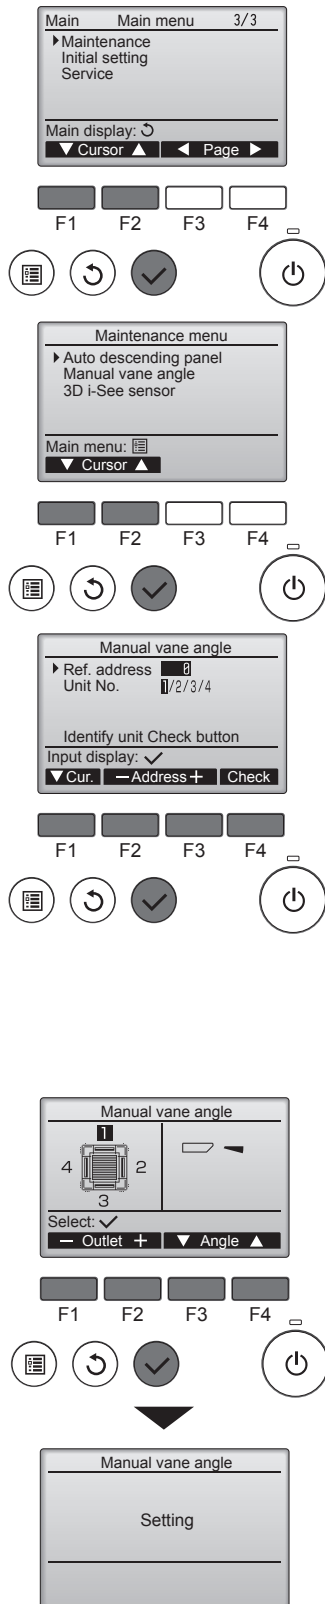 Main Main menu 3/3
Maintenance
Initial setting
Service
Main display:
▼ Cursor ▲ ◀ Page ▶
F1 F2 F3 F4
Maintenance menu
Auto descending panel
Manual vane angle
3D i-See sensor
Main menu:
▼ Cursor ▲
F1 F2 F3 F4
Manual vane angle
Ref. address 0
Unit No. 1/2/3/4
Identify unit Check button
Input display: ✓
▼ Cur. − Address + Check
F1 F2 F3 F4
Manual vane angle
1
4 2
3
Select: ✓
− Outlet + ▼ Angle ▲
F1 F2 F3 F4
Manual vane angle
Setting